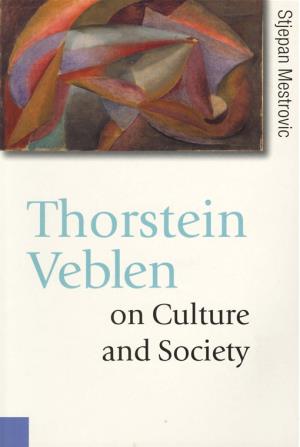 Stjepan Mestrovic
Thorstein
Veblen
on Culture
and Society